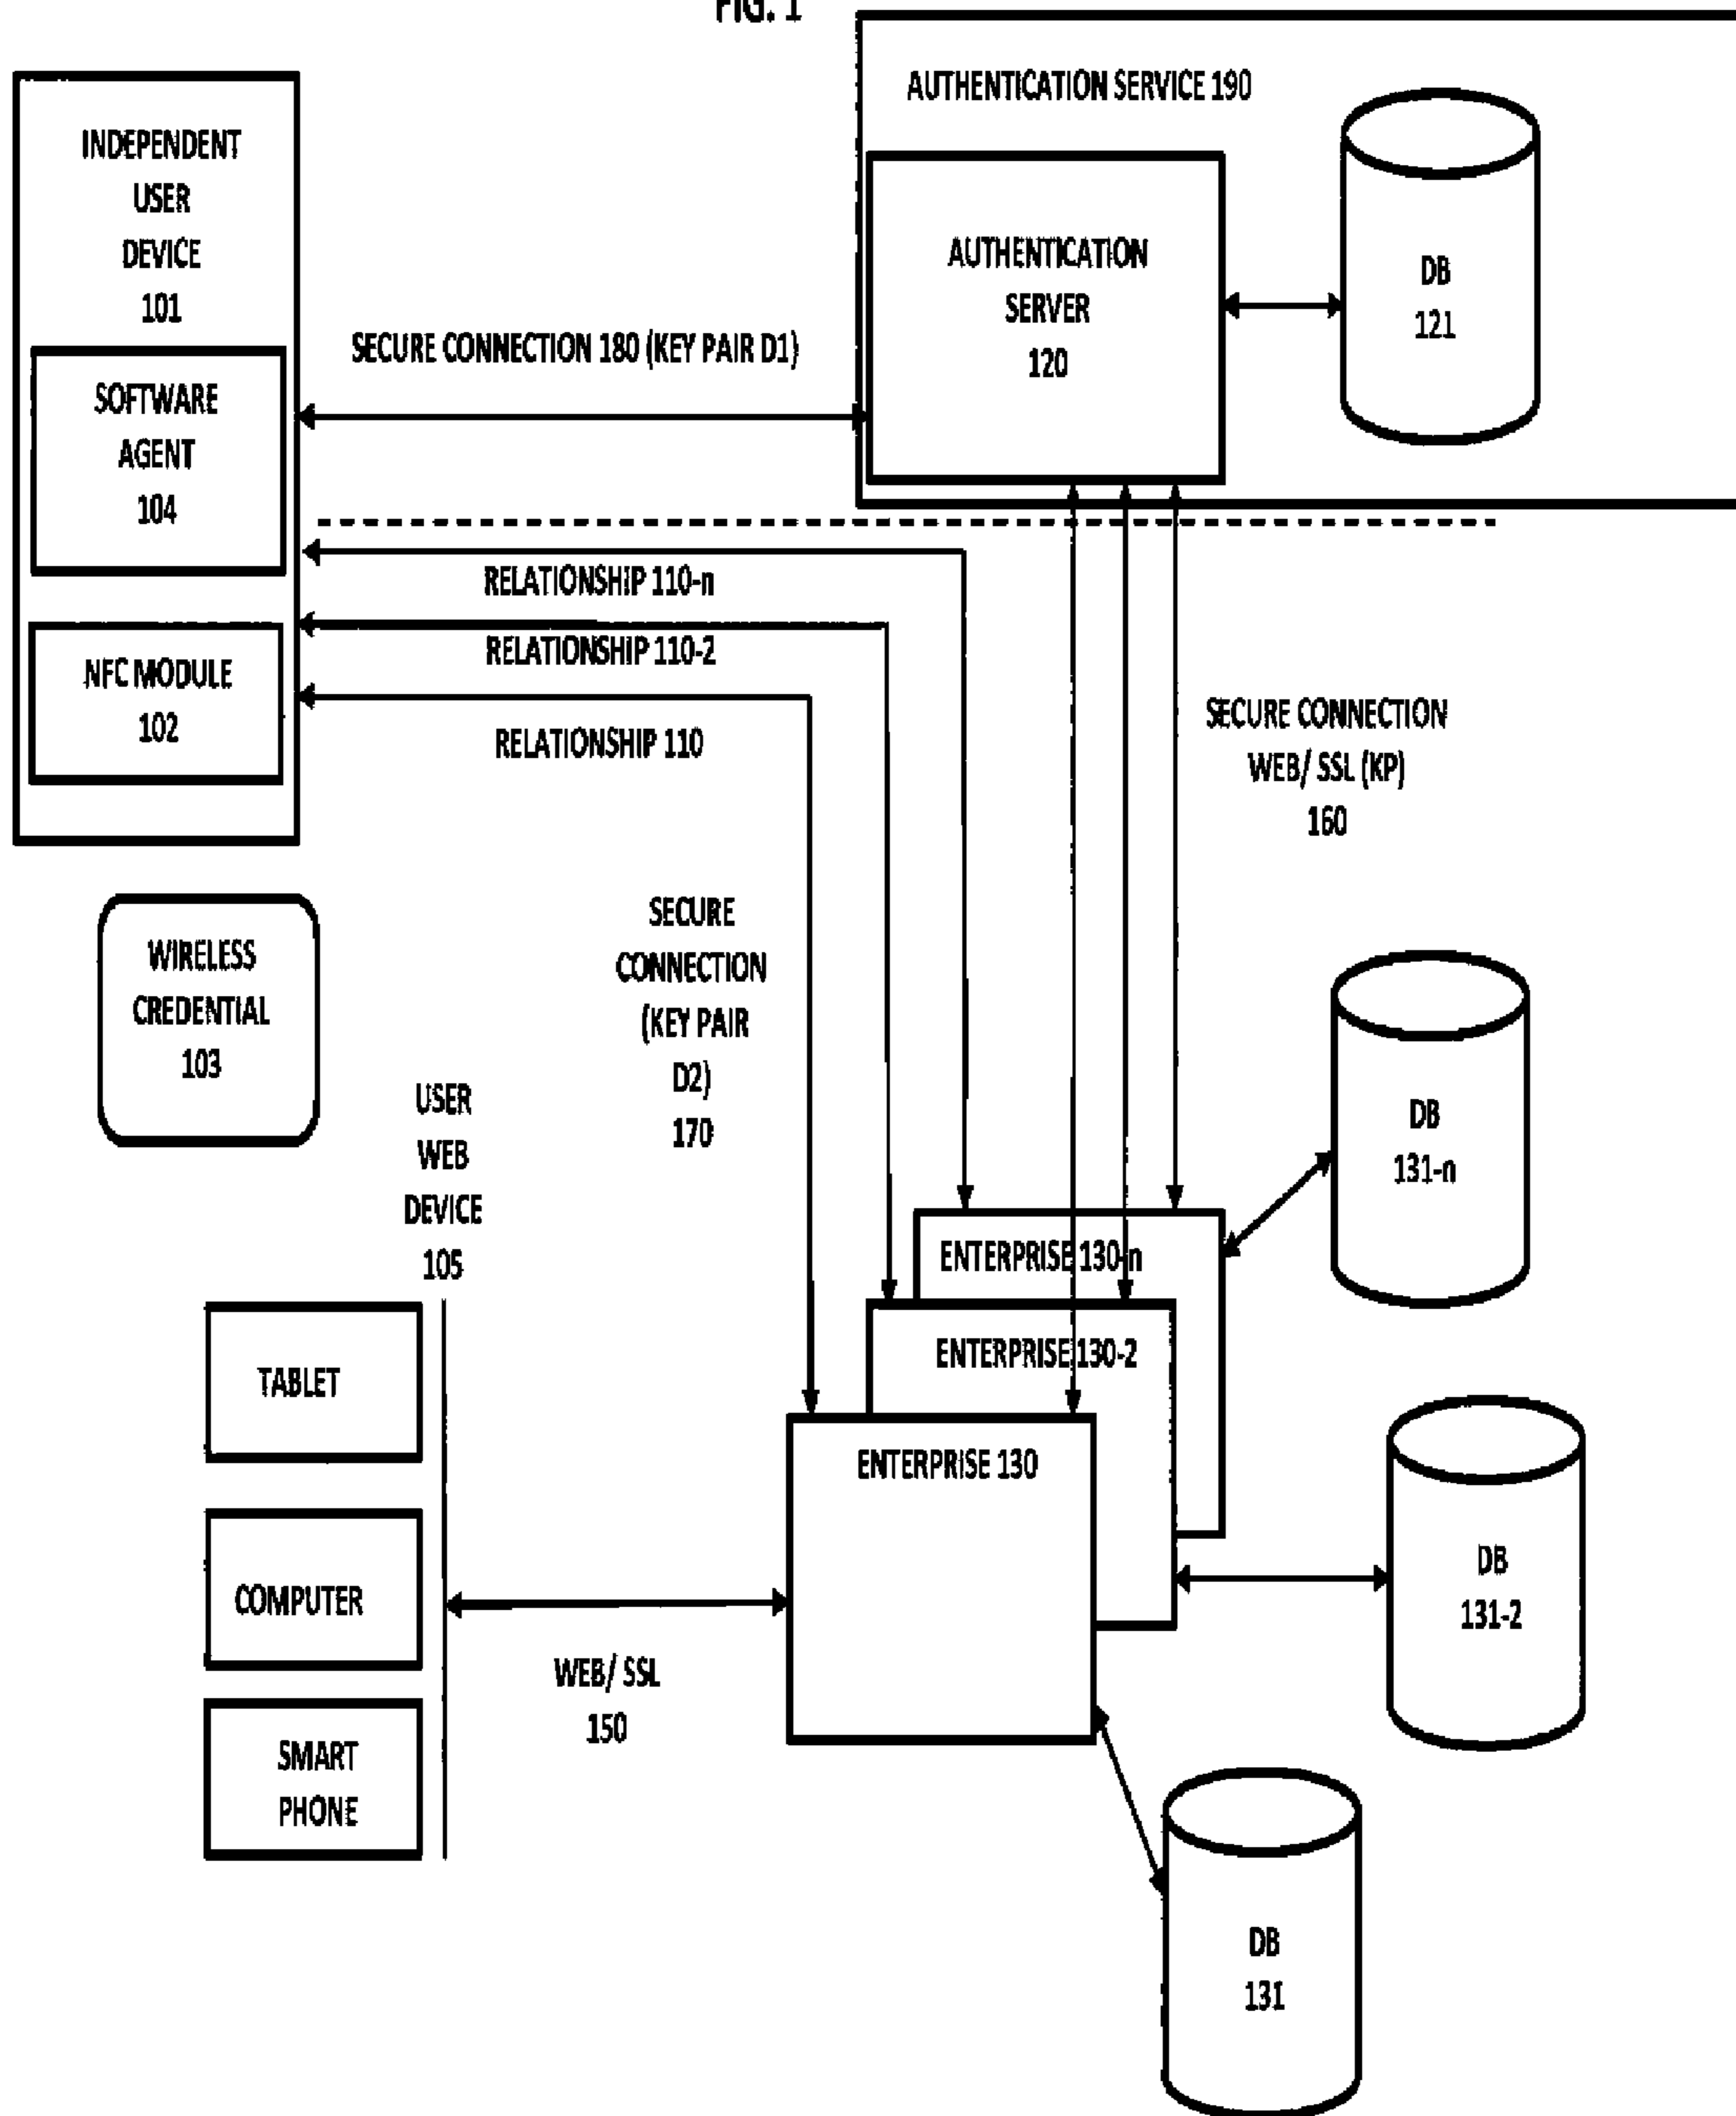 FIG. 1
AUTHENTICATION SERVICE 190
INDEPENDENT
USER
DEVICE
101
SOFTWARE
AGENT
104
NFC MODULE
102
SECURE CONNECTION 180 (KEY PAIR D1)
AUTHENTICATION
SERVER
120
DB
121
RELATIONSHIP 110-n
RELATIONSHIP 110-2
RELATIONSHIP 110
SECURE CONNECTION
WEB/ SSL (KP)
160
WIRELESS
CREDENTIAL
103
SECURE
CONNECTION
(KEY PAIR
D2)
170
USER
WEB
DEVICE
105
DB
131-n
ENTERPRISE 130-n
ENTERPRISE 130-2
ENTERPRISE 130
TABLET
COMPUTER
SMART
PHONE
WEB/ SSL
150
DB
131-2
DB
131